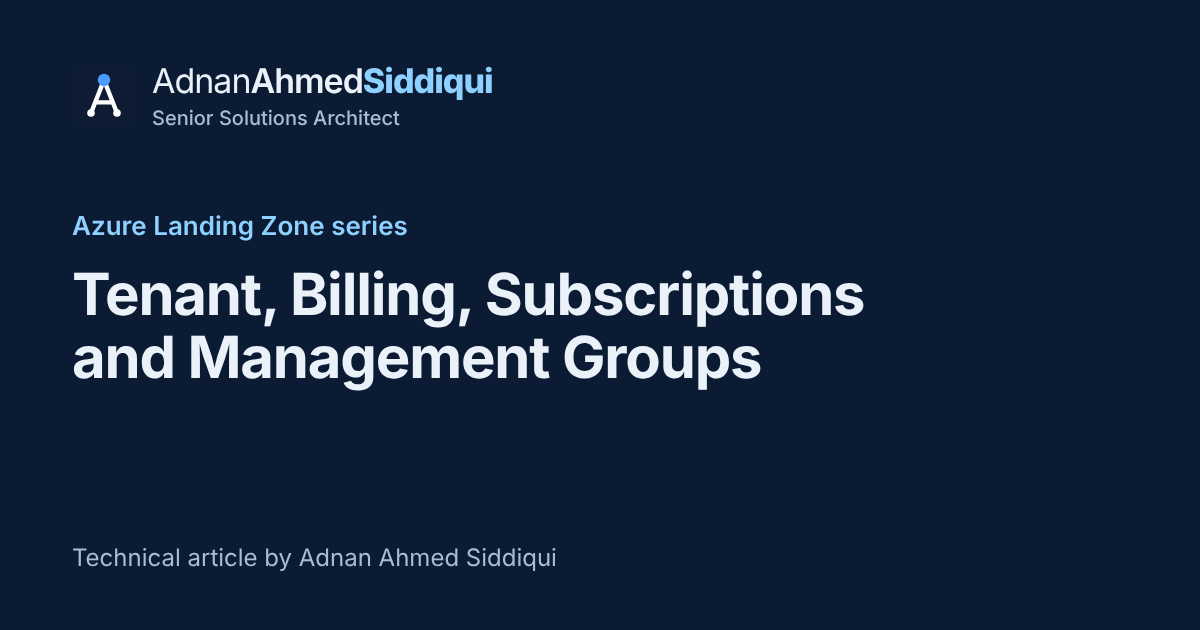 AdnanAhmedSiddiqui
Senior Solutions Architect
Azure Landing Zone series
Tenant, Billing, Subscriptions
and Management Groups
Technical article by Adnan Ahmed Siddiqui